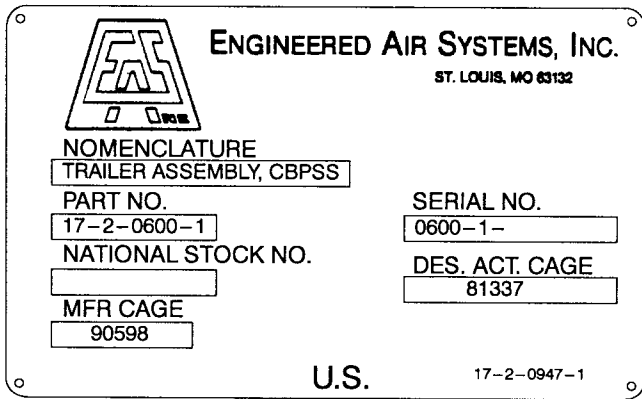 EAS
ENGINEERED AIR SYSTEMS, INC.
ST. LOUIS, MO 63132
NOMENCLATURE
TRAILER ASSEMBLY, CBPSS
PART NO.
17-2-0600-1
SERIAL NO.
0600-1-
NATIONAL STOCK NO.
DES. ACT. CAGE
81337
MFR CAGE
90598
U.S.
17-2-0947-1